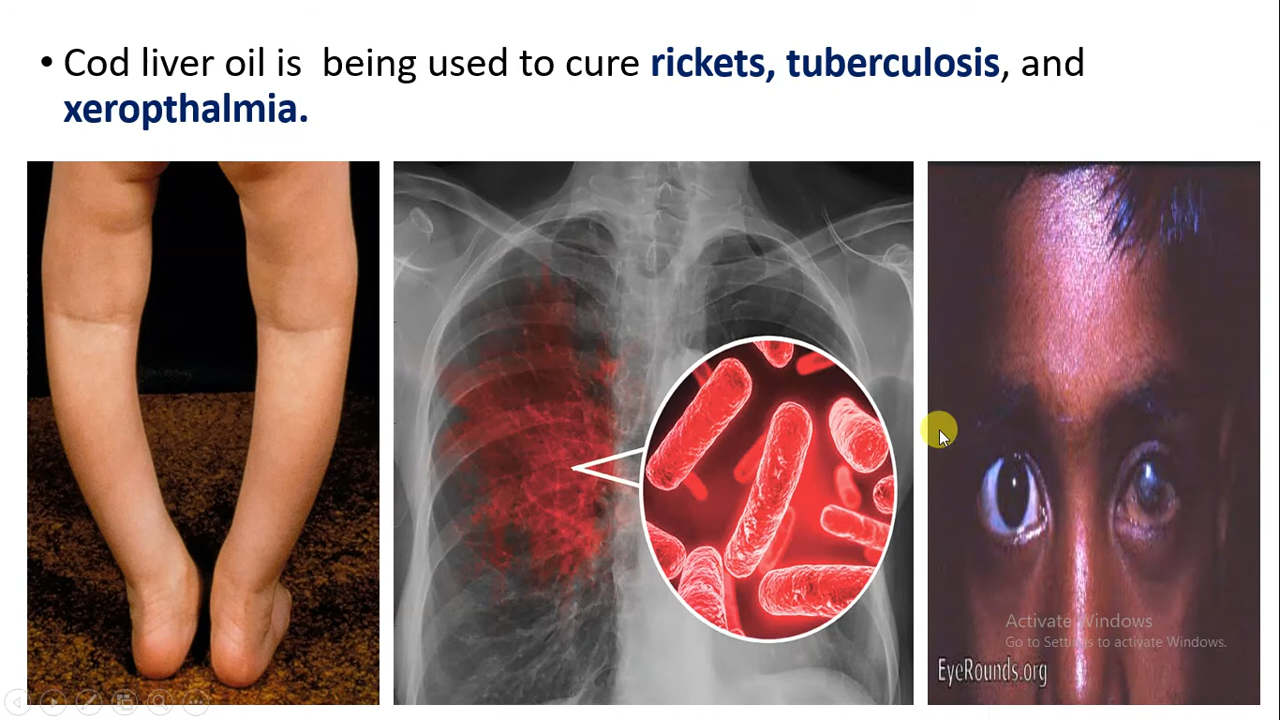 • Cod liver oil is  being used to cure rickets, tuberculosis, and
xeropthalmia.
Activate Windows
Go to Settings to activate Windows.
EyeRounds.org